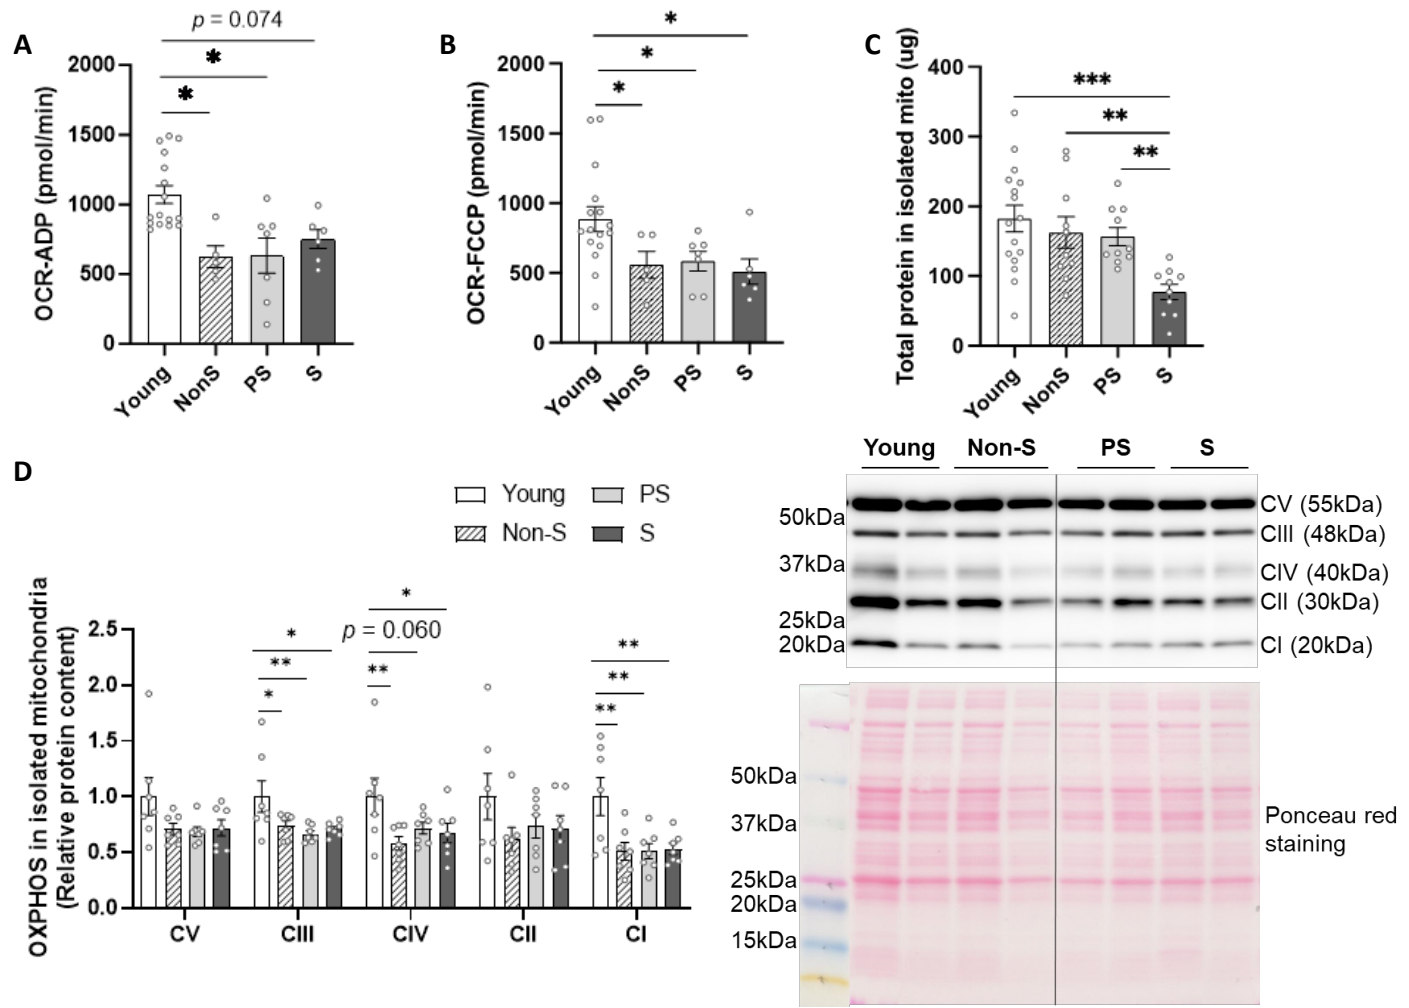 A
p = 0.074
*
*
2000
1500
1000
500
0
OCR-ADP (pmol/min)
Young
NonS
PS
S
B
*
*
*
2000
1500
1000
500
0
OCR-FCCP (pmol/min)
Young
NonS
PS
S
C
***
**
**
400
300
200
100
0
Total protein in isolated mito (ug)
Young
NonS
PS
S
D
Young
PS
Non-S
S
2.5
2.0
1.5
1.0
0.5
0.0
OXPHOS in isolated mitochondria
(Relative protein content)
*
**
*
*
p = 0.060
**
**
**
**
CV
CIII
CIV
CII
CI
Young
Non-S
PS
S
50kDa
37kDa
25kDa
20kDa
CV (55kDa)
CIII (48kDa)
CIV (40kDa)
CII (30kDa)
CI (20kDa)
50kDa
37kDa
25kDa
20kDa
15kDa
Ponceau red
staining